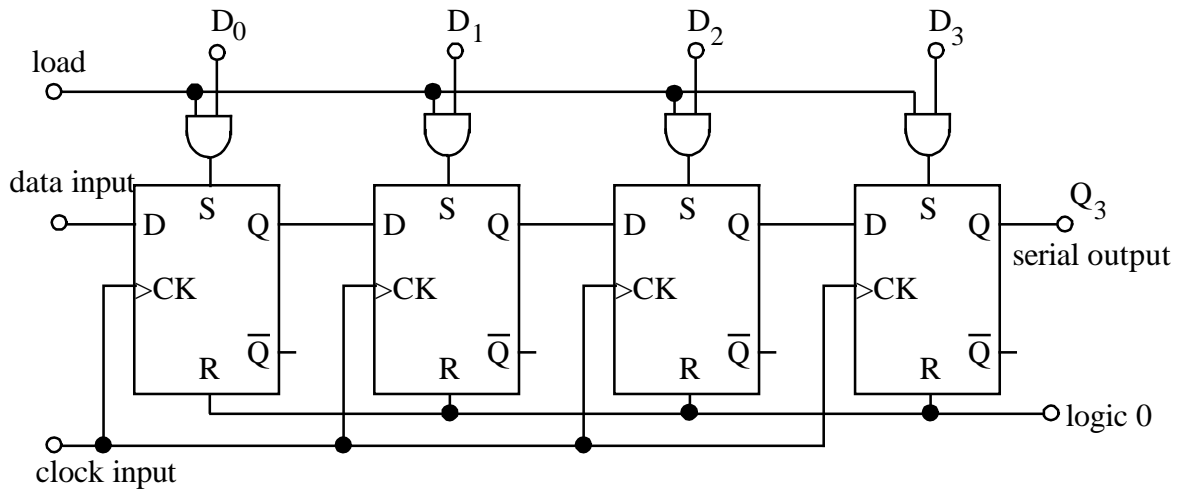 D0 D1 D2 D3
load
data input
S S S S
D Q D Q D Q D Q
Q3
serial output
CK CK CK CK
Q̅ Q̅ Q̅ Q̅
R R R R
logic 0
clock input